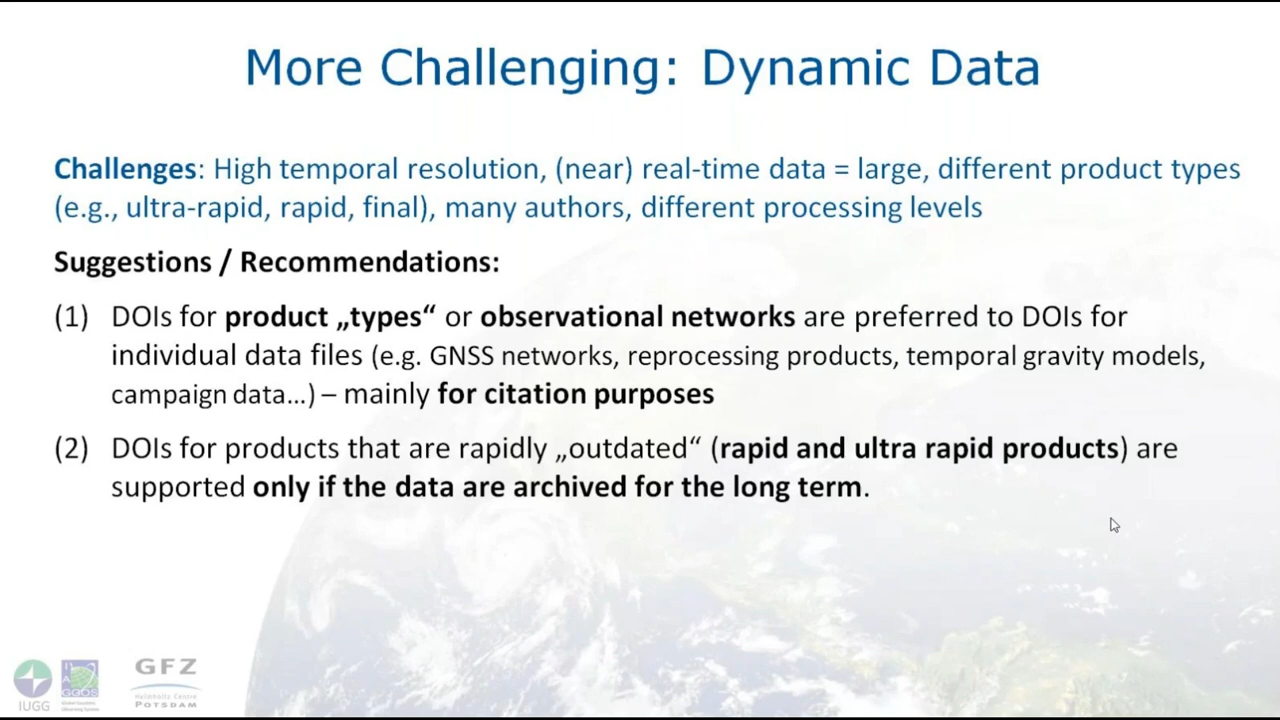 More Challenging: Dynamic Data
Challenges: High temporal resolution, (near) real-time data = large, different product types
(e.g., ultra-rapid, rapid, final), many authors, different processing levels
Suggestions / Recommendations:
(1) DOIs for product „types“ or observational networks are preferred to DOIs for
individual data files (e.g. GNSS networks, reprocessing products, temporal gravity models,
campaign data…) – mainly for citation purposes
(2) DOIs for products that are rapidly „outdated“ (rapid and ultra rapid products) are
supported only if the data are archived for the long term.
IUGG
GGOS
GFZ
Helmholtz Centre
POTSDAM